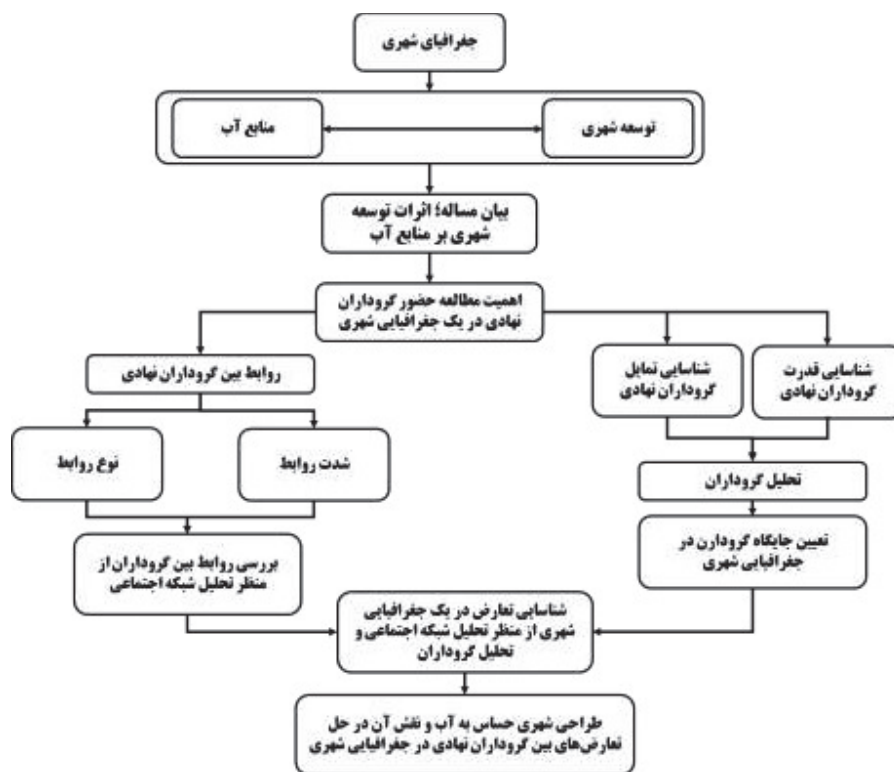 جغرافیای شهری
توسعه شهری
منابع آب
بیان مساله؛ اثرات توسعه
شهری بر منابع آب
اهمیت مطالعه حضور گروداران
نهادی در یک جغرافیایی شهری
شناسایی قدرت
گروداران نهادی
شناسایی تمایل
گروداران نهادی
روابط بین گروداران نهادی
شدت روابط
نوع روابط
تحلیل گروداران
تعیین جایگاه گرودارن در
جغرافیایی شهری
بررسی روابط بین گروداران از
منظر تحلیل شبکه اجتماعی
شناسایی تعارض در یک جغرافیایی
شهری از منظر تحلیل شبکه اجتماعی و
تحلیل گروداران
طراحی شهری حساس به آب و نقش آن در حل
تعارض‌های بین گروداران نهادی در جغرافیایی شهری